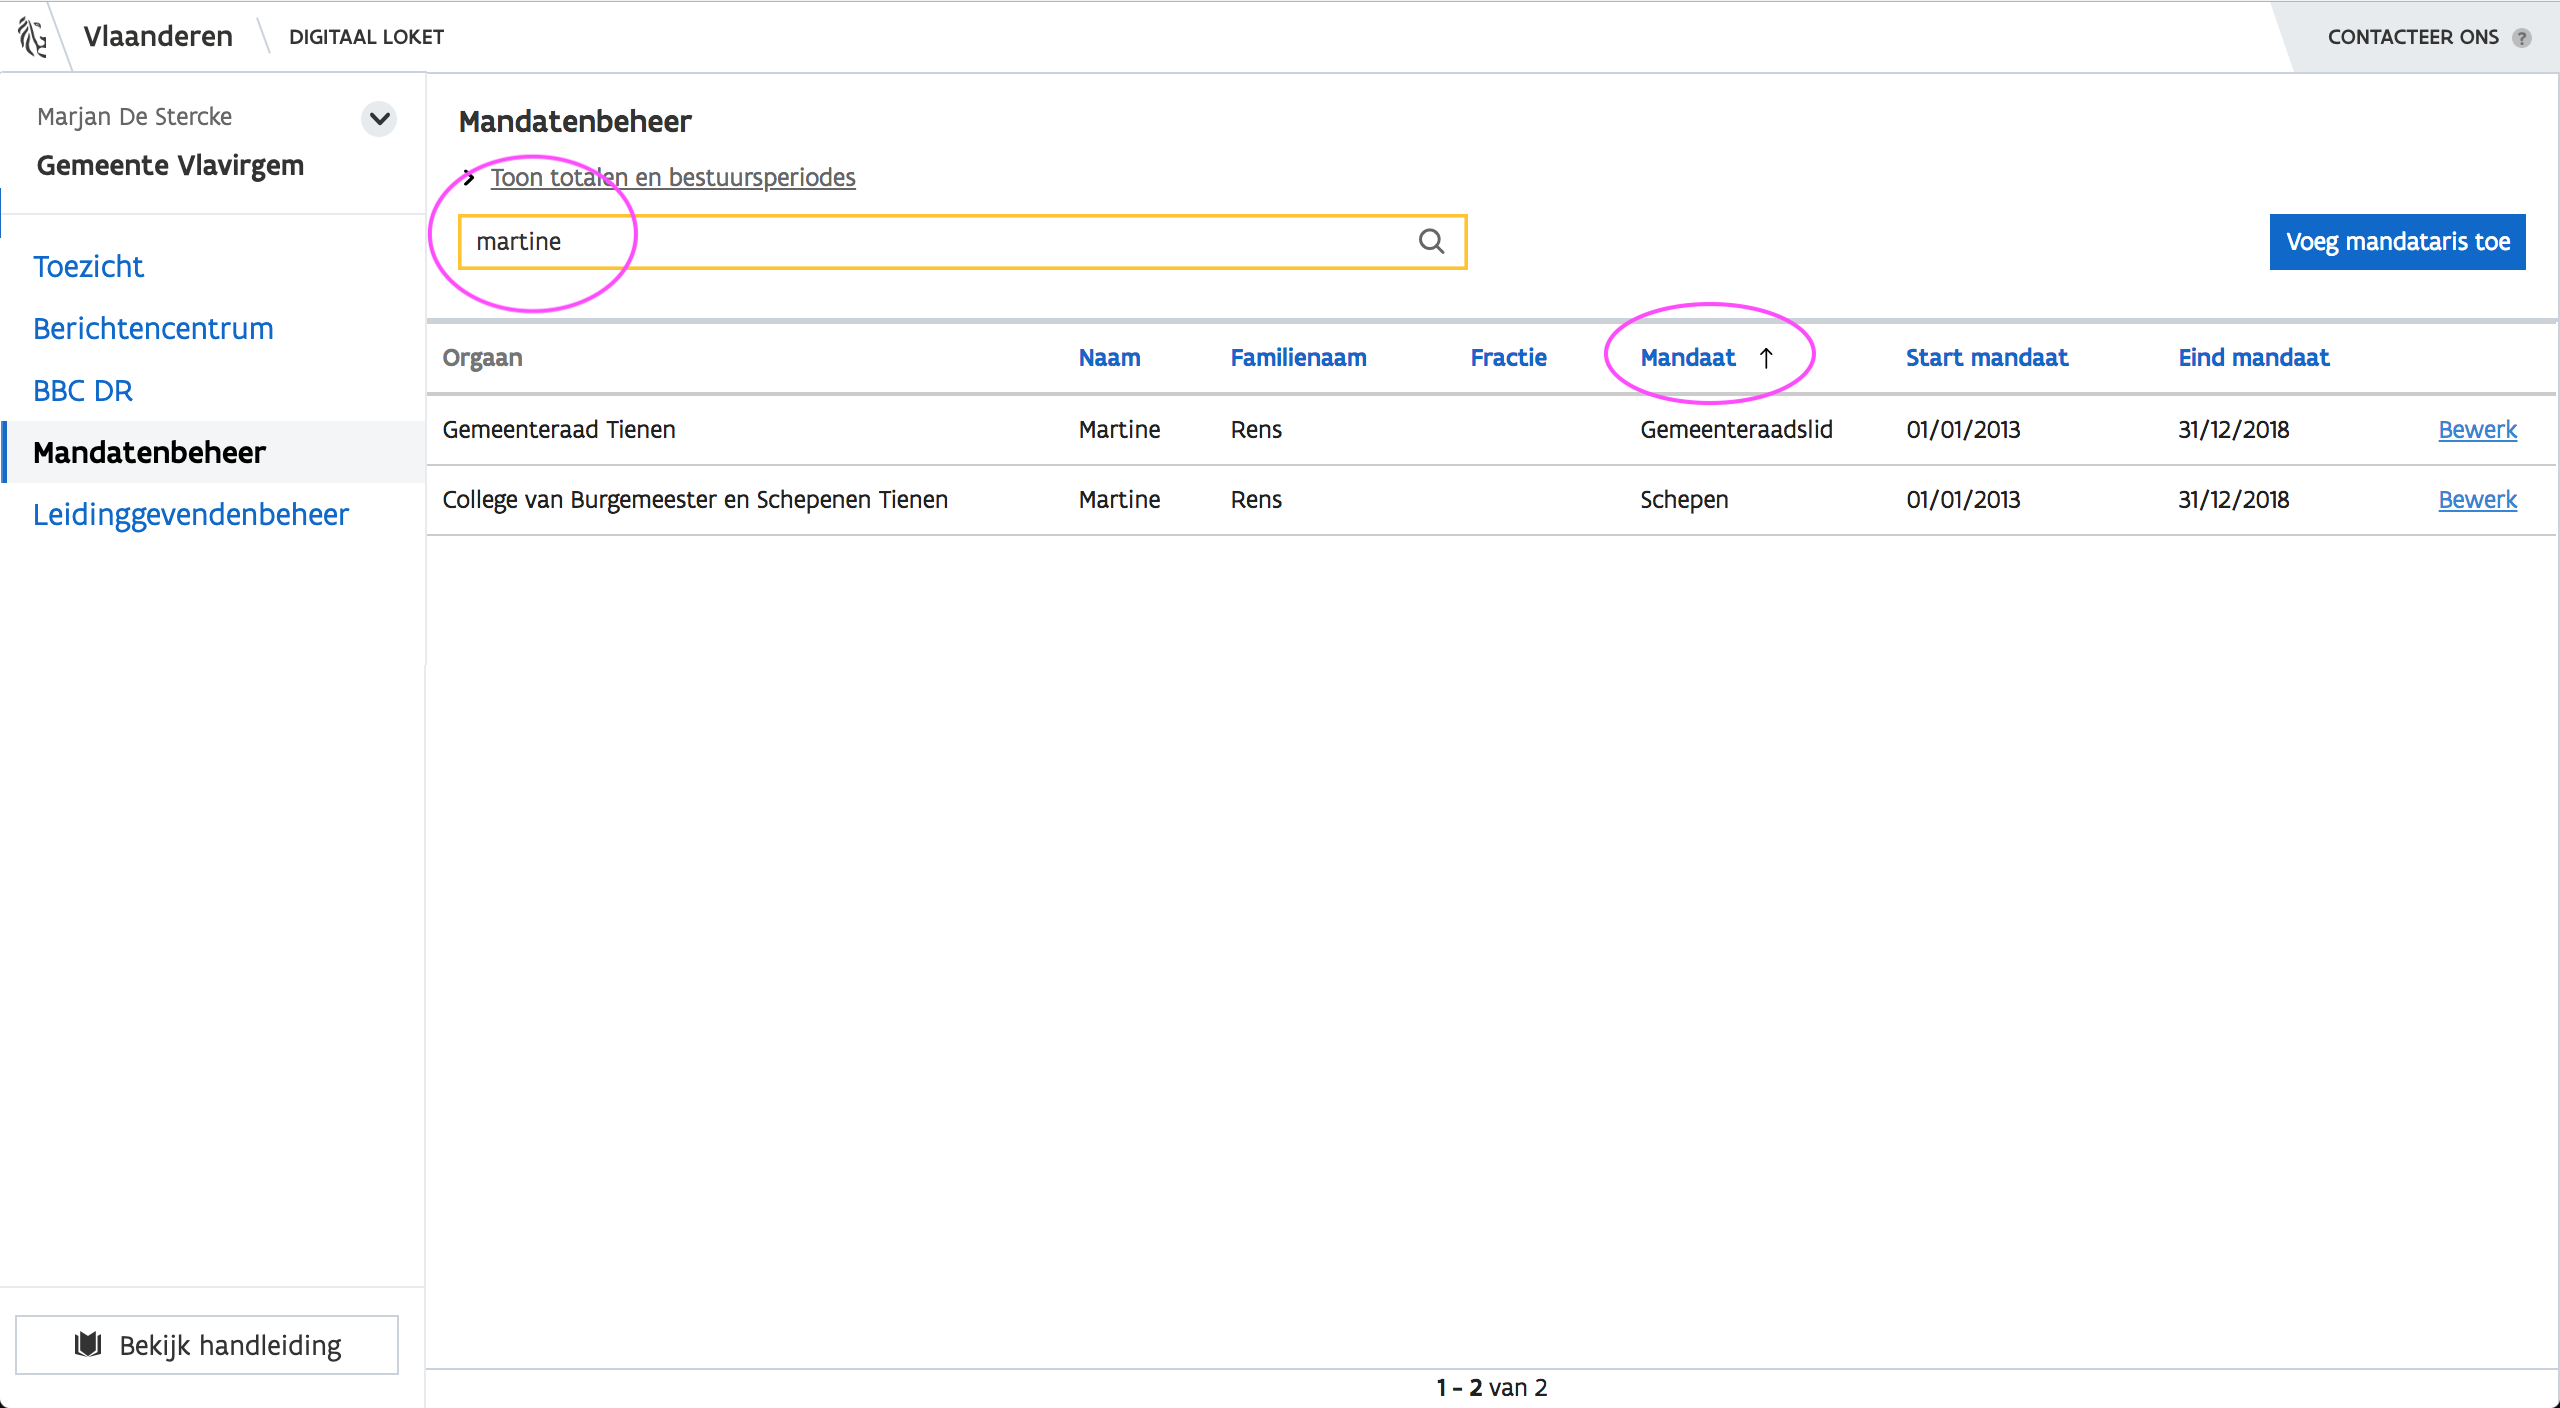 Vlaanderen DIGITAAL LOKET CONTACTEER ONS ?
Marjan De Stercke
Gemeente Vlavirgem
Toezicht
Berichtencentrum
BBC DR
Mandatenbeheer
Leidinggevendenbeheer
Bekijk handleiding
Mandatenbeheer
Toon totalen en bestuursperiodes
martine
Voeg mandataris toe
Orgaan Naam Familienaam Fractie Mandaat ↑ Start mandaat Eind mandaat
Gemeenteraad Tienen Martine Rens Gemeenteraadslid 01/01/2013 31/12/2018 Bewerk
College van Burgemeester en Schepenen Tienen Martine Rens Schepen 01/01/2013 31/12/2018 Bewerk
1 - 2 van 2